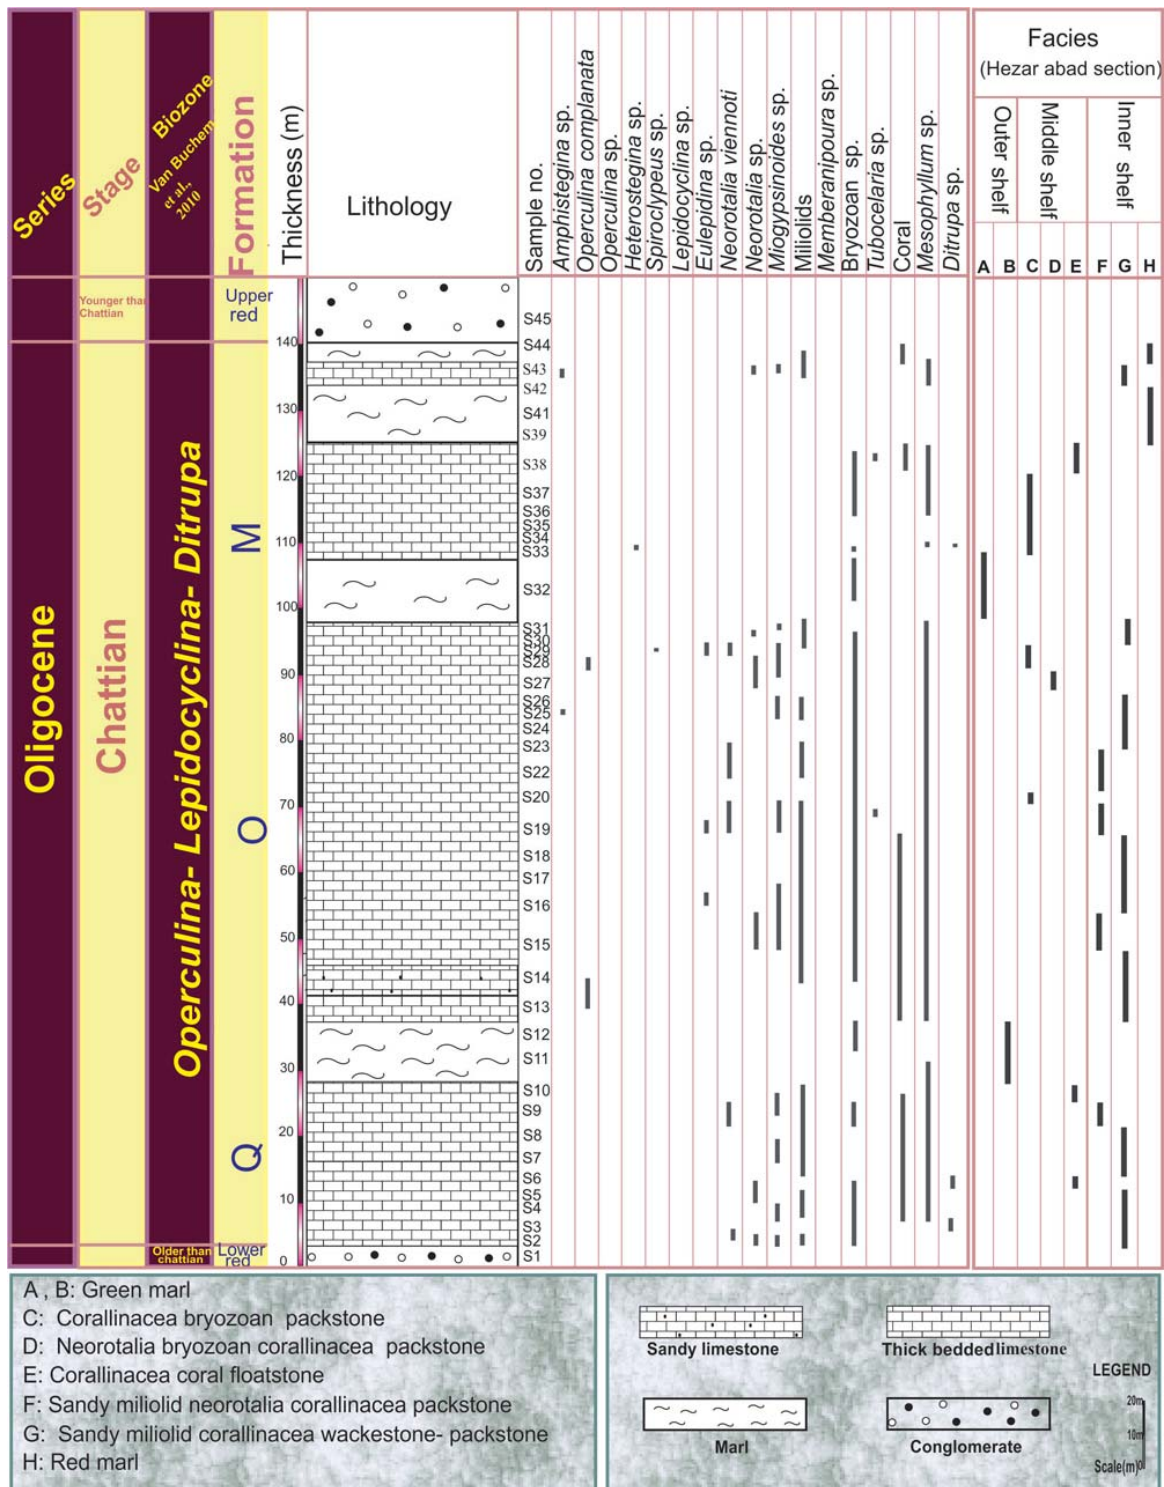 Series
Stage
Biozone
Van Buchem
et al.,
2010
Formation
Thickness (m)
Lithology
Sample no.
Amphistegina sp.
Operculina complanata
Operculina sp.
Heterostegina sp.
Spiroclypeus sp.
Lepidocyclina sp.
Eulepidina sp.
Neorotalia viennoti
Neorotalia sp.
Miogypsinoides sp.
Miliolids
Memberanipoura sp.
Bryozoan sp.
Tubocelaria sp.
Coral
Mesophyllum sp.
Ditrupa sp.
Facies
(Hezar abad section)
Outer shelf
Middle shelf
Inner shelf
A
B
C
D
E
F
G
H
Oligocene
Younger than
Chattian
Chattian
Operculina- Lepidocyclina- Ditrupa
Older than
chattian
Upper
red
M
O
Q
Lower
red
140
130
120
110
100
90
80
70
60
50
40
30
20
10
0
S45
S44
S43
S42
S41
S39
S38
S37
S36
S35
S34
S33
S32
S31
S30
S29
S28
S27
S26
S25
S24
S23
S22
S20
S19
S18
S17
S16
S15
S14
S13
S12
S11
S10
S9
S8
S7
S6
S5
S4
S3
S2
S1
A , B: Green marl
C: Corallinacea bryozoan packstone
D: Neorotalia bryozoan corallinacea packstone
E: Corallinacea coral floatstone
F: Sandy miliolid neorotalia corallinacea packstone
G: Sandy miliolid corallinacea wackestone- packstone
H: Red marl
Sandy limestone
Thick bedded limestone
LEGEND
Marl
Conglomerate
20m
10m
Scale(m)0